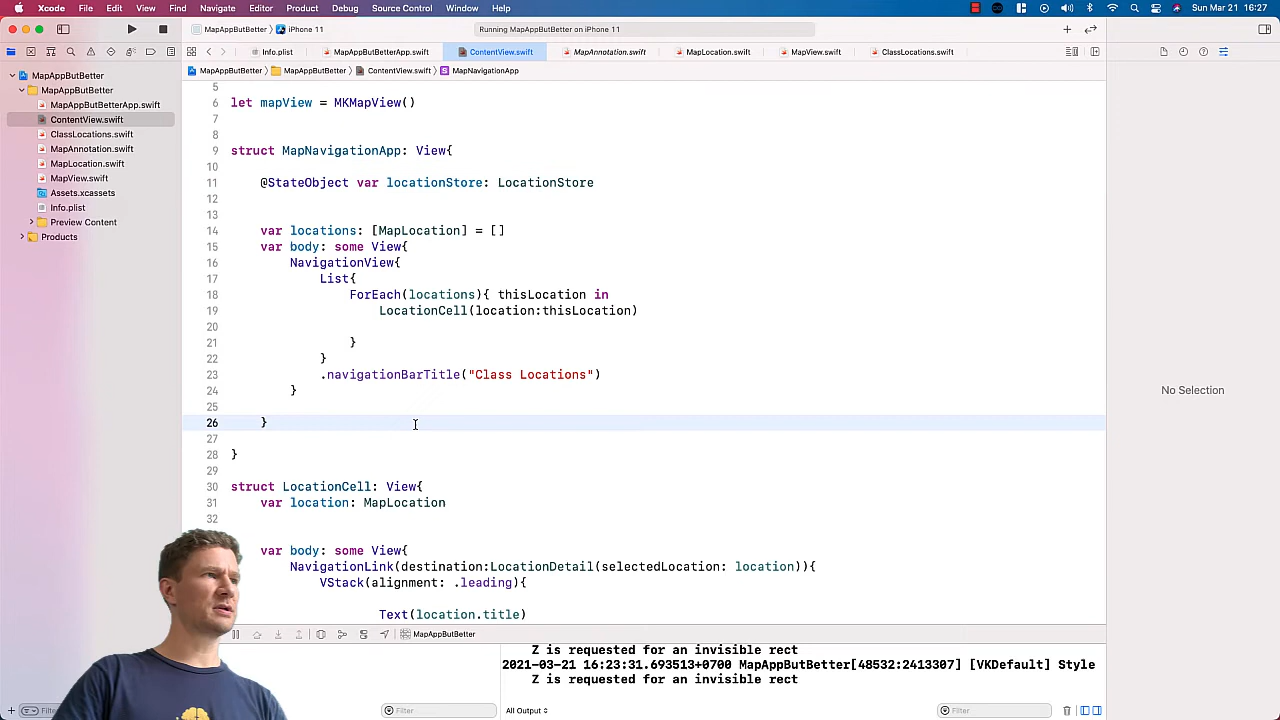 Xcode File Edit View Find Navigate Editor Product Debug Source Control Window Help Sun Mar 21 16:27
MapAppButBetter 〉 iPhone 11 Running MapAppButBetter on iPhone 11
Info.plist MapAppButBetterApp.swift ContentView.swift MapAnnotation.swift MapLocation.swift MapView.swift ClassLocations.swift
MapAppButBetter 〉 MapAppButBetter 〉 ContentView.swift 〉 MapNavigationApp
MapAppButBetter
MapAppButBetter
MapAppButBetterApp.swift
ContentView.swift
ClassLocations.swift
MapAnnotation.swift
MapLocation.swift
MapView.swift
Assets.xcassets
Info.plist
Preview Content
Products
5
6 let mapView = MKMapView()
7
8
9 struct MapNavigationApp: View{
10
11 @StateObject var locationStore: LocationStore
12
13
14 var locations: [MapLocation] = []
15 var body: some View{
16 NavigationView{
17 List{
18 ForEach(locations){ thisLocation in
19 LocationCell(location:thisLocation)
20
21 }
22 }
23 .navigationBarTitle("Class Locations")
24 }
25
26 }
27
28 }
29
30 struct LocationCell: View{
31 var location: MapLocation
32
var body: some View{
NavigationLink(destination:LocationDetail(selectedLocation: location)){
VStack(alignment: .leading){
Text(location.title)
No Selection
MapAppButBetter
Z is requested for an invisible rect
2021-03-21 16:23:31.693513+0700 MapAppButBetter[48532:2413307] [VKDefault] Style
Z is requested for an invisible rect
Filter All Output Filter